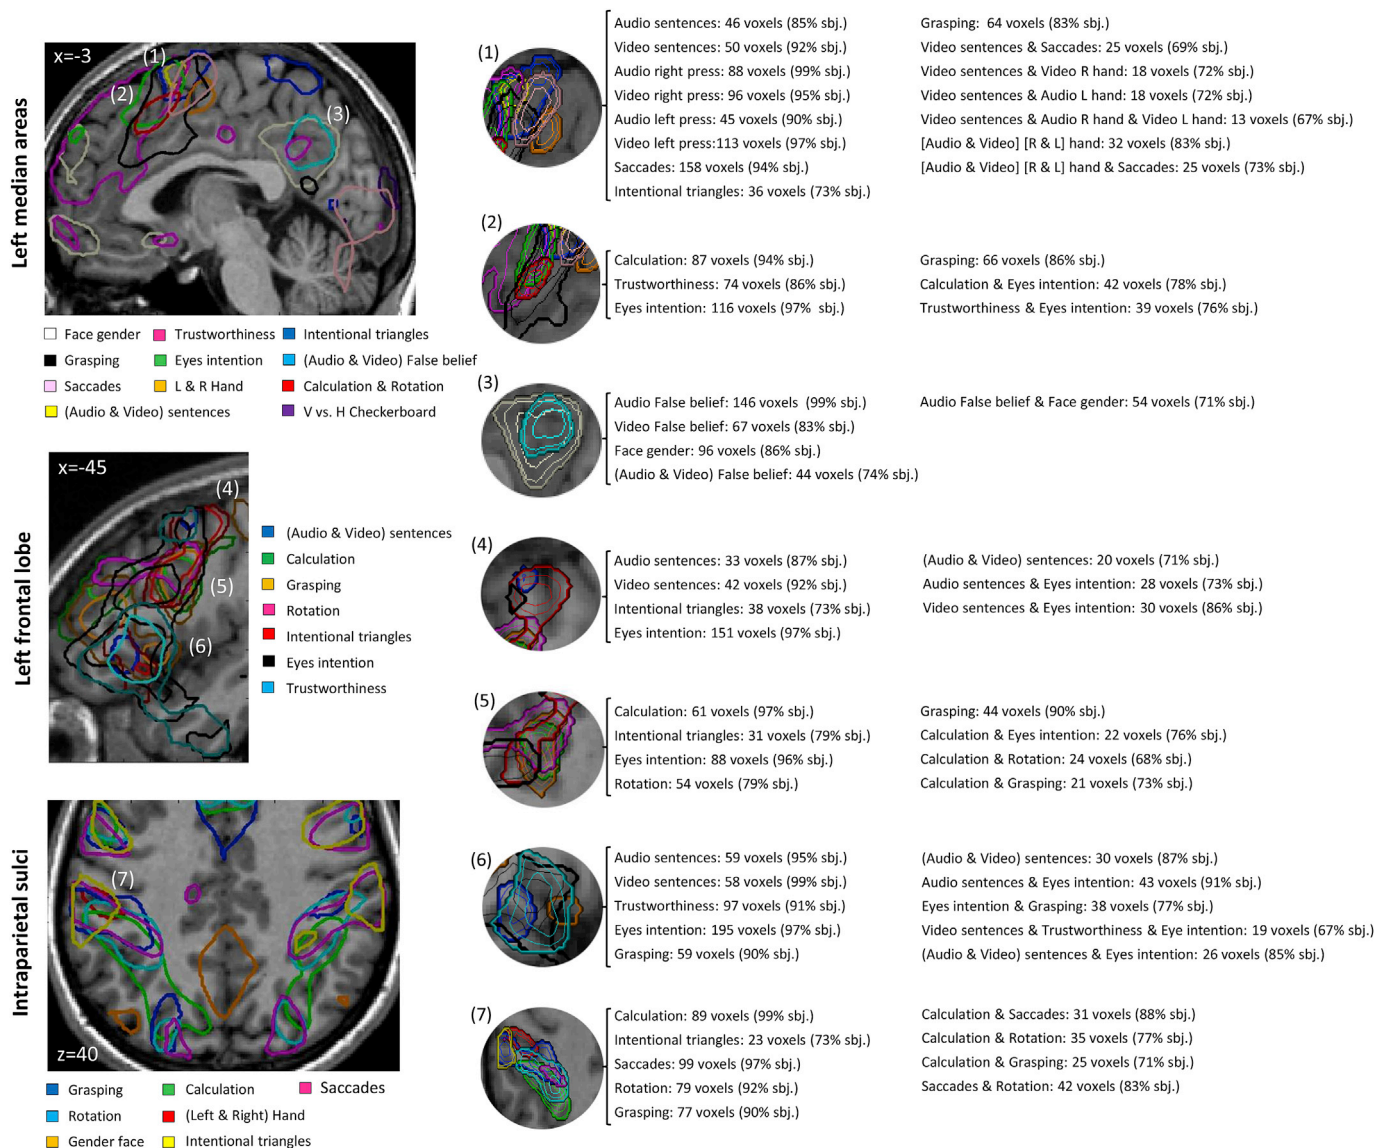 Left median areas
x=-3
(1)
(2)
(3)
Face gender
Trustworthiness
Intentional triangles
Grasping
Eyes intention
(Audio & Video) False belief
Saccades
L & R Hand
Calculation & Rotation
(Audio & Video) sentences
V vs. H Checkerboard
Left frontal lobe
x=-45
(4)
(5)
(6)
(Audio & Video) sentences
Calculation
Grasping
Rotation
Intentional triangles
Eyes intention
Trustworthiness
Intraparietal sulci
(7)
z=40
Grasping
Calculation
Saccades
Rotation
(Left & Right) Hand
Gender face
Intentional triangles
(1)
Audio sentences: 46 voxels (85% sbj.)
Video sentences: 50 voxels (92% sbj.)
Audio right press: 88 voxels (99% sbj.)
Video right press: 96 voxels (95% sbj.)
Audio left press: 45 voxels (90% sbj.)
Video left press:113 voxels (97% sbj.)
Saccades: 158 voxels (94% sbj.)
Intentional triangles: 36 voxels (73% sbj.)
Grasping: 64 voxels (83% sbj.)
Video sentences & Saccades: 25 voxels (69% sbj.)
Video sentences & Video R hand: 18 voxels (72% sbj.)
Video sentences & Audio L hand: 18 voxels (72% sbj.)
Video sentences & Audio R hand & Video L hand: 13 voxels (67% sbj.)
[Audio & Video] [R & L] hand: 32 voxels (83% sbj.)
[Audio & Video] [R & L] hand & Saccades: 25 voxels (73% sbj.)
(2)
Calculation: 87 voxels (94% sbj.)
Trustworthiness: 74 voxels (86% sbj.)
Eyes intention: 116 voxels (97% sbj.)
Grasping: 66 voxels (86% sbj.)
Calculation & Eyes intention: 42 voxels (78% sbj.)
Trustworthiness & Eyes intention: 39 voxels (76% sbj.)
(3)
Audio False belief: 146 voxels (99% sbj.)
Video False belief: 67 voxels (83% sbj.)
Face gender: 96 voxels (86% sbj.)
(Audio & Video) False belief: 44 voxels (74% sbj.)
Audio False belief & Face gender: 54 voxels (71% sbj.)
(4)
Audio sentences: 33 voxels (87% sbj.)
Video sentences: 42 voxels (92% sbj.)
Intentional triangles: 38 voxels (73% sbj.)
Eyes intention: 151 voxels (97% sbj.)
(Audio & Video) sentences: 20 voxels (71% sbj.)
Audio sentences & Eyes intention: 28 voxels (73% sbj.)
Video sentences & Eyes intention: 30 voxels (86% sbj.)
(5)
Calculation: 61 voxels (97% sbj.)
Intentional triangles: 31 voxels (79% sbj.)
Eyes intention: 88 voxels (96% sbj.)
Rotation: 54 voxels (79% sbj.)
Grasping: 44 voxels (90% sbj.)
Calculation & Eyes intention: 22 voxels (76% sbj.)
Calculation & Rotation: 24 voxels (68% sbj.)
Calculation & Grasping: 21 voxels (73% sbj.)
(6)
Audio sentences: 59 voxels (95% sbj.)
Video sentences: 58 voxels (99% sbj.)
Trustworthiness: 97 voxels (91% sbj.)
Eyes intention: 195 voxels (97% sbj.)
Grasping: 59 voxels (90% sbj.)
(Audio & Video) sentences: 30 voxels (87% sbj.)
Audio sentences & Eyes intention: 43 voxels (91% sbj.)
Eyes intention & Grasping: 38 voxels (77% sbj.)
Video sentences & Trustworthiness & Eye intention: 19 voxels (67% sbj.)
(Audio & Video) sentences & Eyes intention: 26 voxels (85% sbj.)
(7)
Calculation: 89 voxels (99% sbj.)
Intentional triangles: 23 voxels (73% sbj.)
Saccades: 99 voxels (97% sbj.)
Rotation: 79 voxels (92% sbj.)
Grasping: 77 voxels (90% sbj.)
Calculation & Saccades: 31 voxels (88% sbj.)
Calculation & Rotation: 35 voxels (77% sbj.)
Calculation & Grasping: 25 voxels (71% sbj.)
Saccades & Rotation: 42 voxels (83% sbj.)